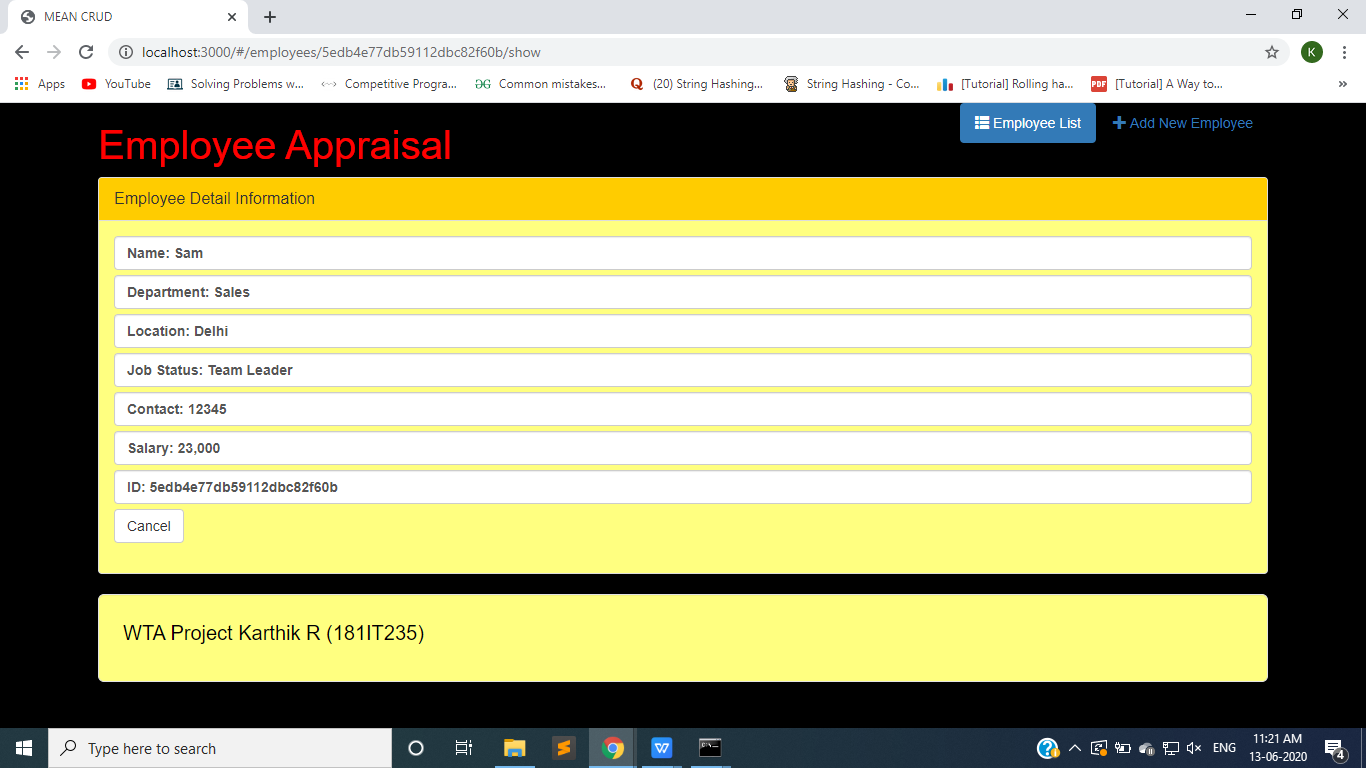 MEAN CRUD
localhost:3000/#/employees/5edb4e77db59112dbc82f60b/show
K
Apps YouTube Solving Problems w... Competitive Progra... Common mistakes... (20) String Hashing... String Hashing - Co... [Tutorial] Rolling ha... PDF [Tutorial] A Way to... »
Employee List Add New Employee
Employee Appraisal
Employee Detail Information
Name: Sam
Department: Sales
Location: Delhi
Job Status: Team Leader
Contact: 12345
Salary: 23,000
ID: 5edb4e77db59112dbc82f60b
Cancel
WTA Project Karthik R (181IT235)
Type here to search
ENG
11:21 AM
13-06-2020
4